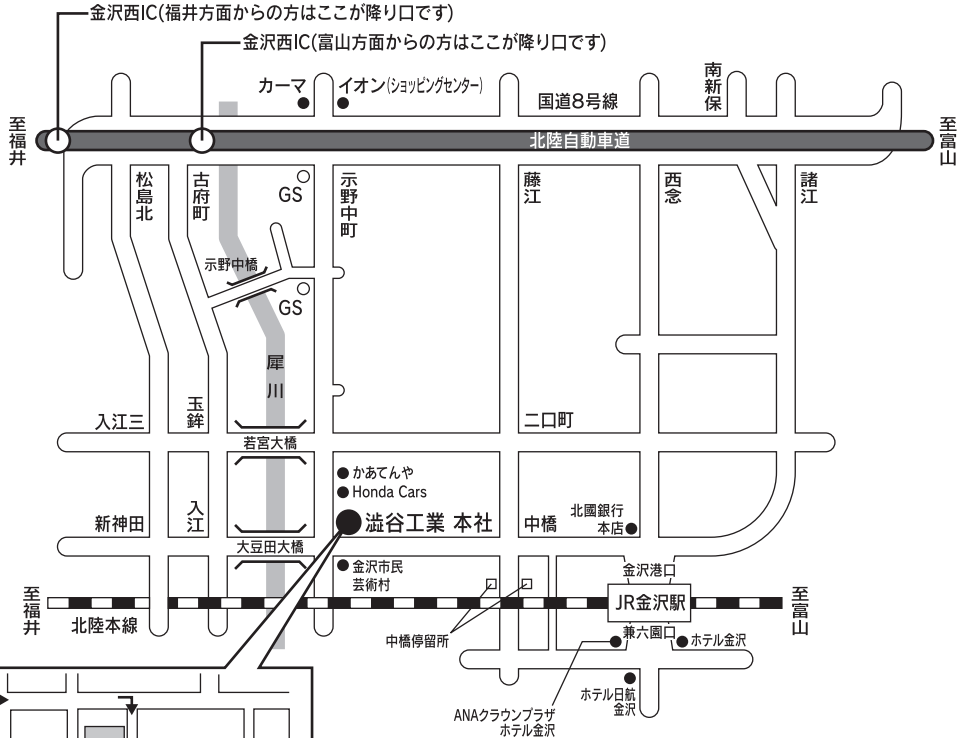 金沢西IC(福井方面からの方はここが降り口です)
金沢西IC(富山方面からの方はここが降り口です)
カーマ
イオン(ショッピングセンター)
国道8号線
南新保
至福井
北陸自動車道
至富山
松島北
古府町
GS
示野中町
藤江
西念
諸江
示野中橋
GS
犀川
入江三
玉鉾
若宮大橋
二口町
かあてんや
Honda Cars
新神田
入江
大豆田大橋
澁谷工業 本社
中橋
北國銀行
本店
金沢市民
芸術村
金沢港口
至福井
北陸本線
JR金沢駅
至富山
中橋停留所
兼六園口
ホテル金沢
ホテル日航
金沢
ANAクラウンプラザ
ホテル金沢